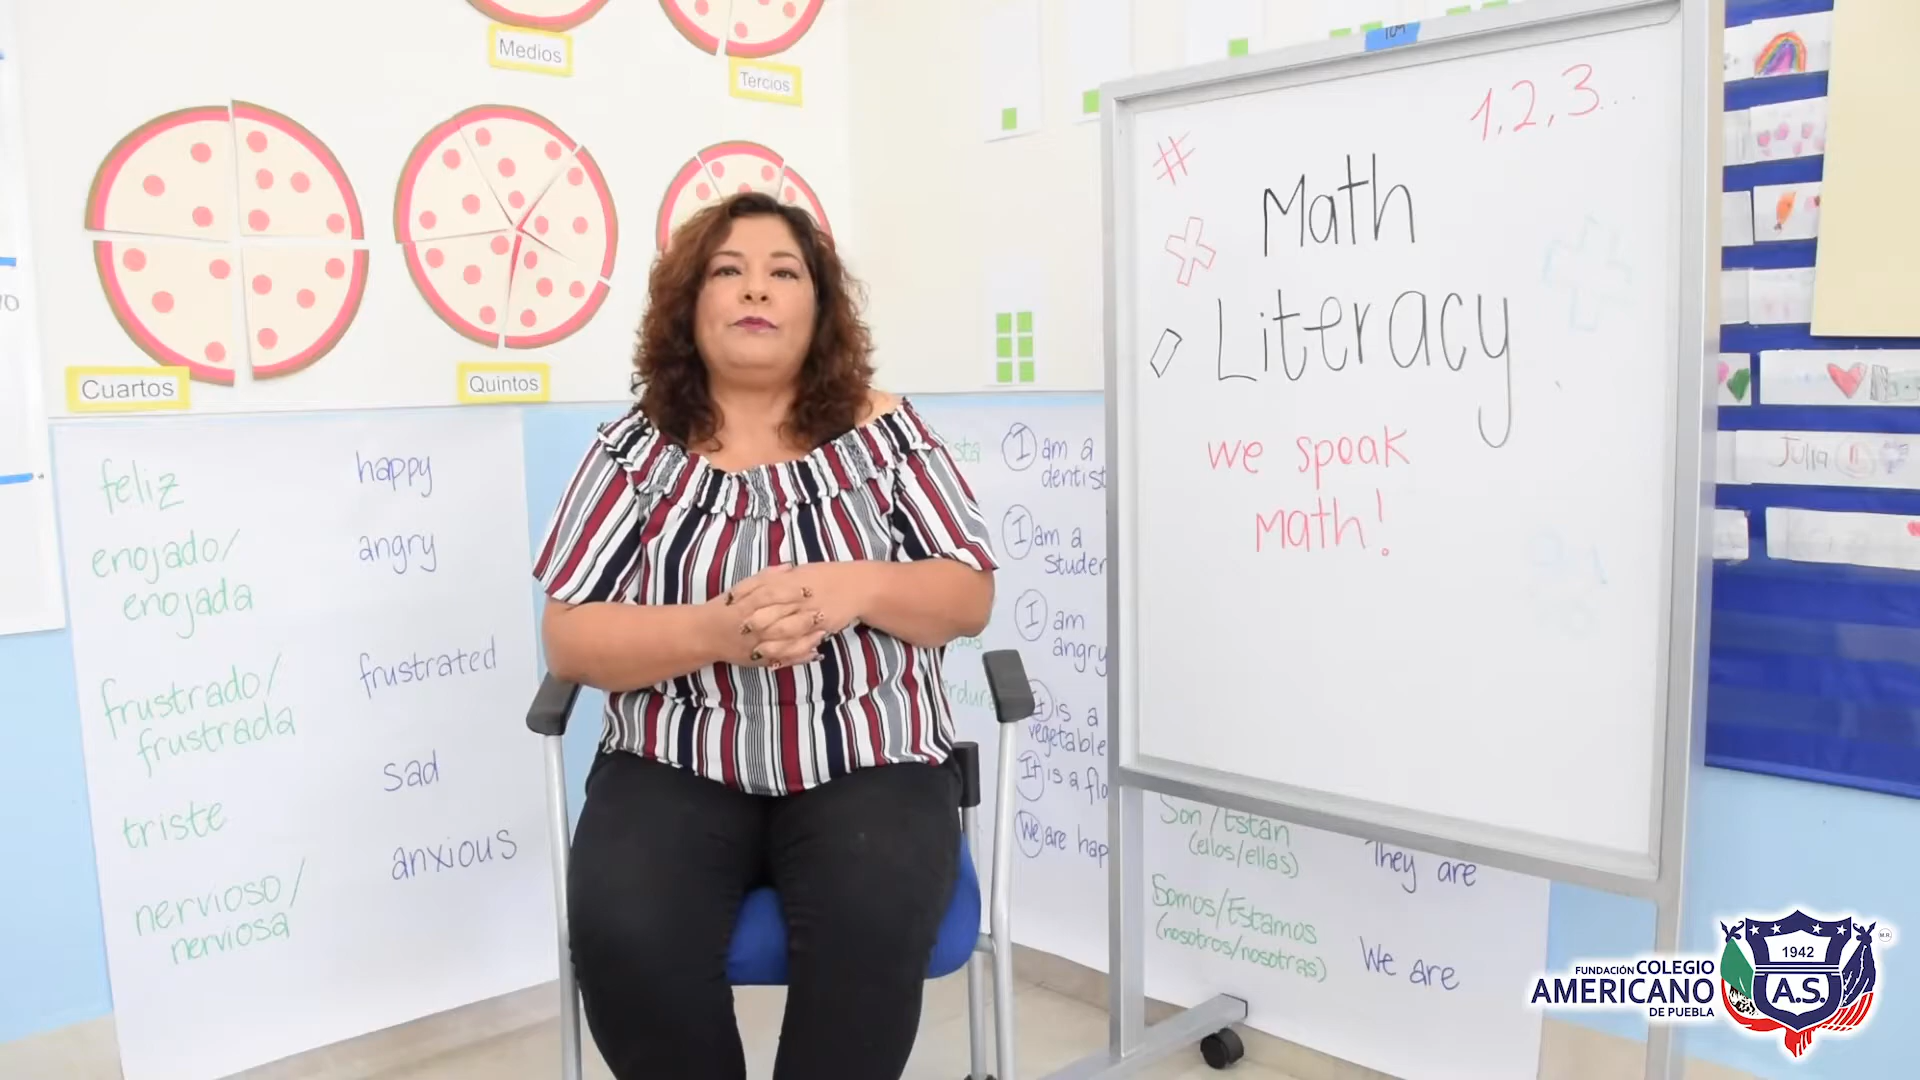 Medios
Tercios
Cuartos
Quintos
feliz
happy
enojado/
enojada
angry
frustrado/
frustrada
frustrated
triste
sad
nervioso/
nerviosa
anxious
I am a
dentist
I am a
I am
angry
It is a
vegetable
It is a
We are
1,2,3...
#
Math
Literacy
we speak
Math!
Son/Estan
(ellos/ellas)
They are
Somos/Estamos
(nosotros/nosotras)
We are
Julia
FUNDACIÓN COLEGIO
AMERICANO
DE PUEBLA
1942
A.S.
M.R.